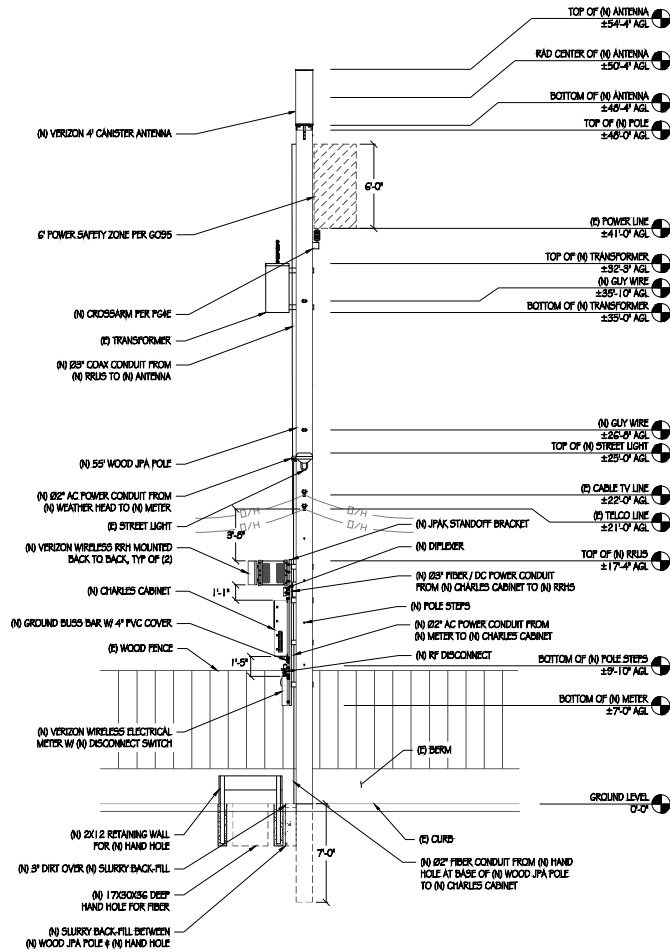 TOP OF (N) ANTENNA
±54'-4" AGL
RAD CENTER OF (N) ANTENNA
±50'-4" AGL
BOTTOM OF (N) ANTENNA
±48'-4" AGL
TOP OF (N) POLE
±48'-0" AGL
(N) VERIZON 4' CANISTER ANTENNA
6'-0"
6' POWER SAFETY ZONE PER GO95
(E) POWER LINE
±41'-0" AGL
TOP OF (N) TRANSFORMER
±32'-3" AGL
(N) GUY WIRE
±35'-10" AGL
BOTTOM OF (N) TRANSFORMER
±35'-0" AGL
(N) CROSSARM PER PG&E
(E) TRANSFORMER
(N) Ø3" COAX CONDUIT FROM
(N) RRUS TO (N) ANTENNA
(N) GUY WIRE
±26'-8" AGL
TOP OF (N) STREET LIGHT
±25'-0" AGL
(N) 55' WOOD JPA POLE
(N) Ø2" AC POWER CONDUIT FROM
(N) WEATHER HEAD TO (N) METER
(E) STREET LIGHT
(E) CABLE TV LINE
±22'-0" AGL
(E) TELCO LINE
±21'-0" AGL
O/H
O/H
O/H
O/H
3'-8"
(N) VERIZON WIRELESS RRH MOUNTED
BACK TO BACK, TYP OF (2)
(N) JPAK STANDOFF BRACKET
(N) DIPLEXER
TOP OF (N) RRUS
±17'-4" AGL
(N) Ø3" FIBER / DC POWER CONDUIT
FROM (N) CHARLES CABINET TO (N) RRHS
1'-1"
(N) CHARLES CABINET
(N) POLE STEPS
(N) GROUND BUSS BAR W/ 4" PVC COVER
(N) Ø2" AC POWER CONDUIT FROM
(N) METER TO (N) CHARLES CABINET
(E) WOOD FENCE
1'-5"
(N) RF DISCONNECT
BOTTOM OF (N) POLE STEPS
±9'-10" AGL
BOTTOM OF (N) METER
±7'-0" AGL
(N) VERIZON WIRELESS ELECTRICAL
METER W/ (N) DISCONNECT SWITCH
(E) BERM
GROUND LEVEL
0'-0"
(N) 2X12 RETAINING WALL
FOR (N) HAND HOLE
(E) CURB
7'-0"
(N) 3" DIRT OVER (N) SLURRY BACK-FILL
(N) Ø2" FIBER CONDUIT FROM (N) HAND
HOLE AT BASE OF (N) WOOD JPA POLE
TO (N) CHARLES CABINET
(N) 17X30X36 DEEP
HAND HOLE FOR FIBER
(N) SLURRY BACK-FILL BETWEEN
(N) WOOD JPA POLE & (N) HAND HOLE